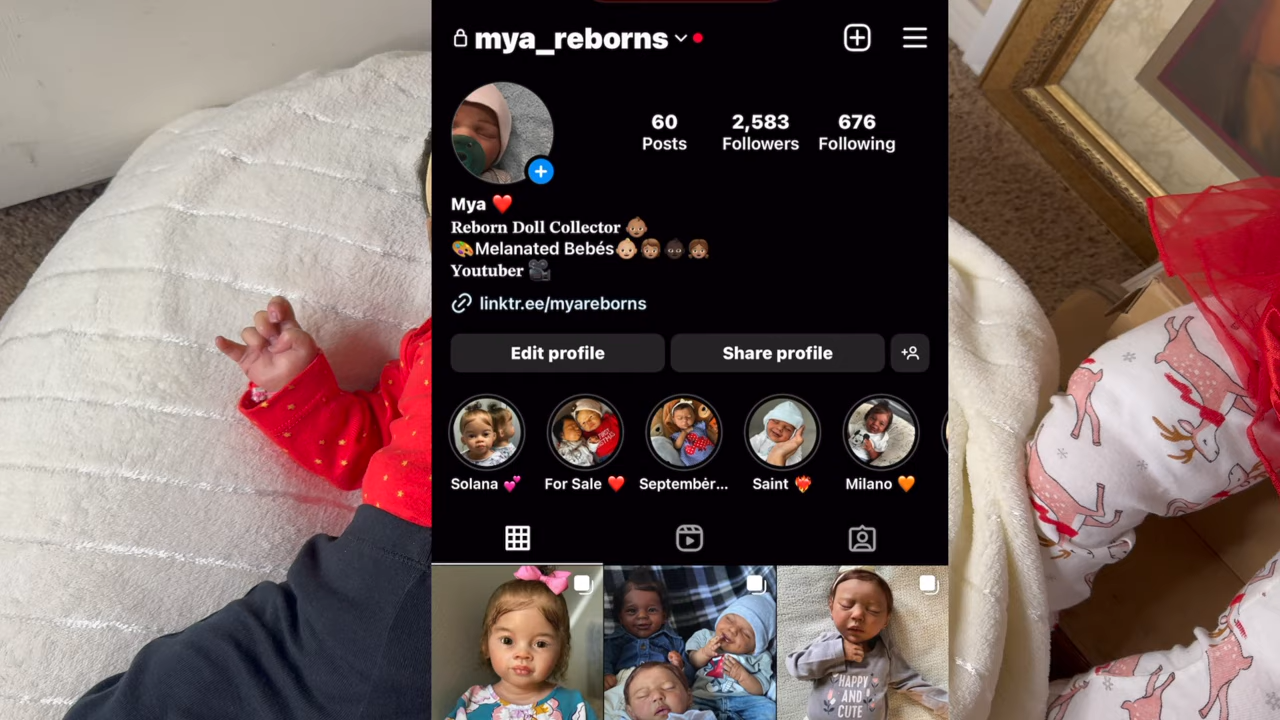 mya_reborns
60
Posts
2,583
Followers
676
Following
Mya ❤️
Reborn Doll Collector 👶🏽
🎨Melanated Bebés👶🏼👦🏽👶🏿👧🏽
Youtuber 🎥
linktr.ee/myareborns
Edit profile
Share profile
Solana 💕
For Sale ❤️
September...
Saint ❤️‍🔥
Milano 🧡
HAPPY
AND
CUTE